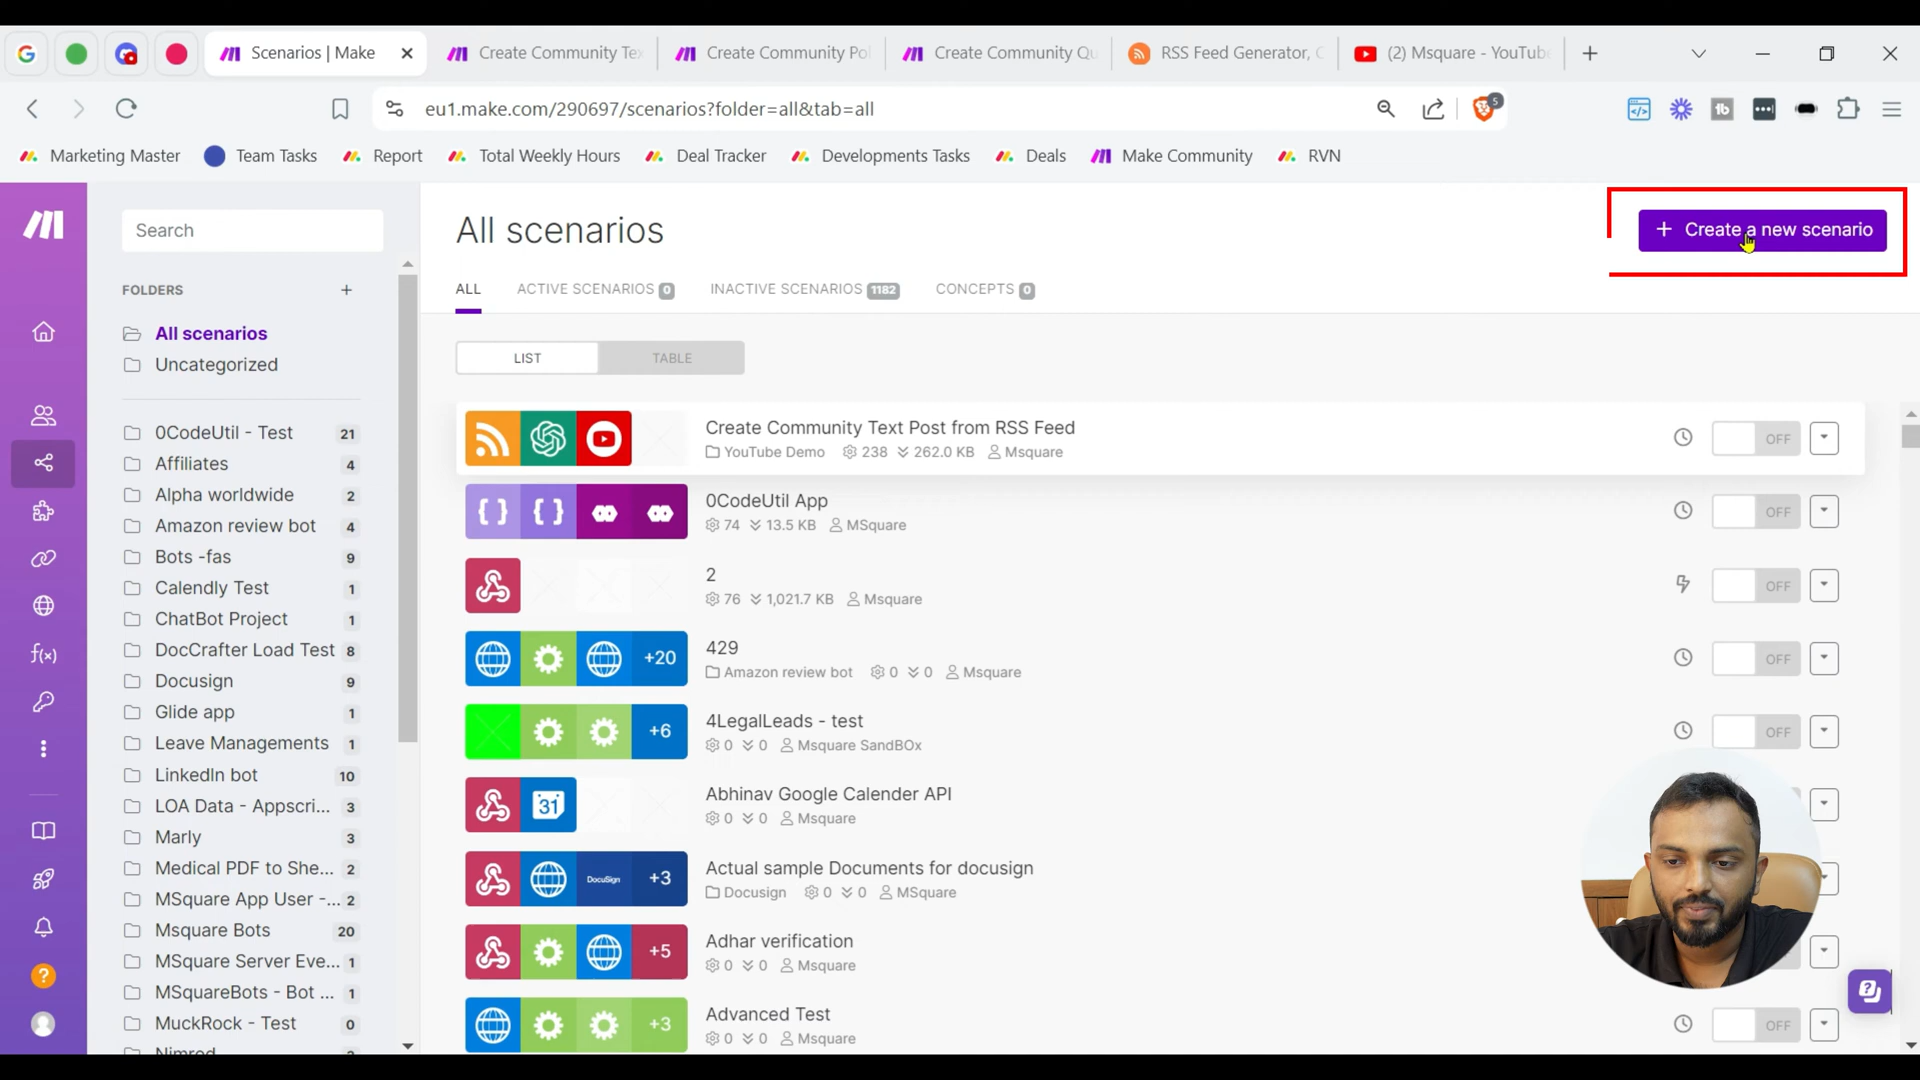 Scenarios | Make
Create Community Te
Create Community Pol
Create Community Qu
RSS Feed Generator, C
(2) Msquare - YouTube
eu1.make.com/290697/scenarios?folder=all&tab=all
5
Marketing Master
Team Tasks
Report
Total Weekly Hours
Deal Tracker
Developments Tasks
Deals
Make Community
RVN
Search
FOLDERS
All scenarios
Uncategorized
0CodeUtil - Test 21
Affiliates 4
Alpha worldwide 2
Amazon review bot 4
Bots -fas 9
Calendly Test 1
ChatBot Project 1
DocCrafter Load Test 8
Docusign 9
Glide app 1
Leave Managements 1
LinkedIn bot 10
LOA Data - Appscri... 3
Marly 3
Medical PDF to She... 2
MSquare App User -... 2
Msquare Bots 20
MSquare Server Eve... 1
MSquareBots - Bot ... 1
MuckRock - Test 0
All scenarios
+ Create a new scenario
ALL
ACTIVE SCENARIOS 0
INACTIVE SCENARIOS 1182
CONCEPTS 0
LIST
TABLE
Create Community Text Post from RSS Feed
YouTube Demo 238 262.0 KB Msquare
OFF
0CodeUtil App
74 13.5 KB MSquare
OFF
2
76 1,021.7 KB Msquare
OFF
+20
429
Amazon review bot 0 0 Msquare
OFF
+6
4LegalLeads - test
0 0 Msquare SandBOx
OFF
31
Abhinav Google Calender API
0 0 Msquare
DocuSign
+3
Actual sample Documents for docusign
Docusign 0 0 MSquare
+5
Adhar verification
0 0 Msquare
+3
Advanced Test
0 0 Msquare
OFF
f(x)